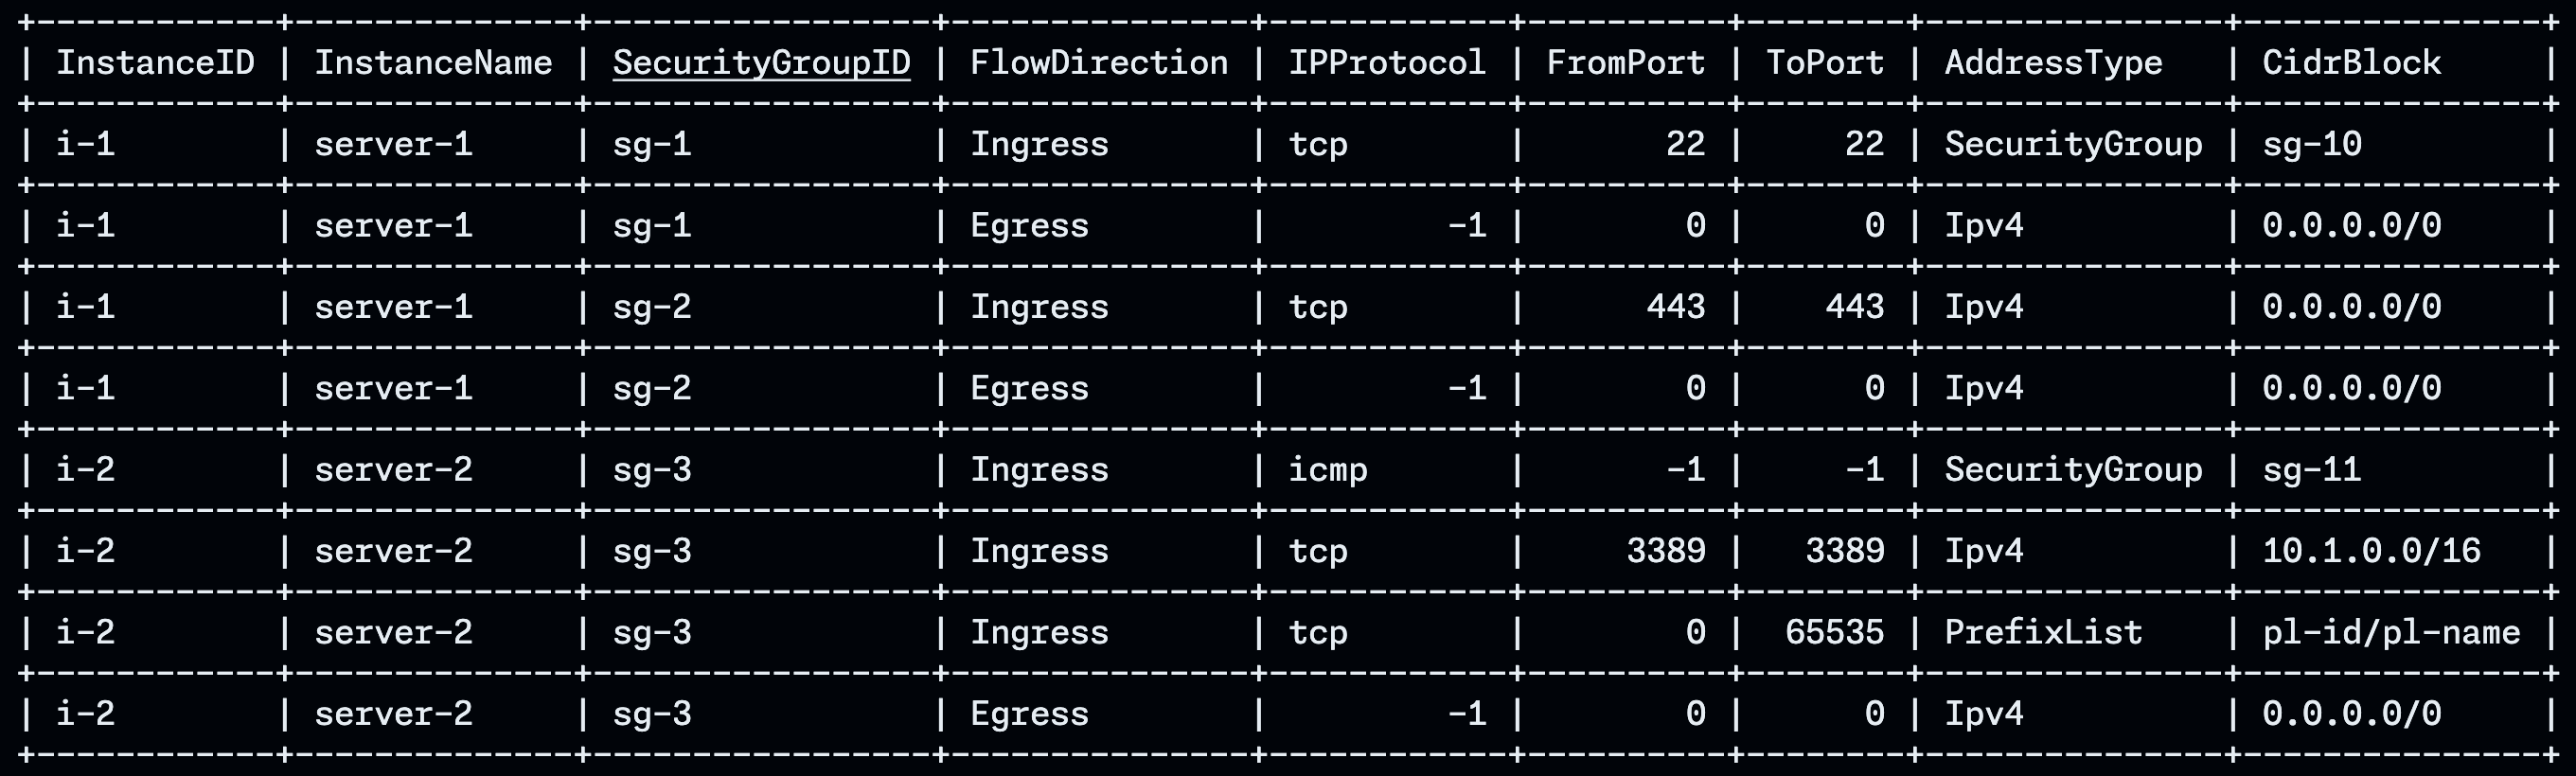 +------------+--------------+-----------------+---------------+------------+----------+--------+---------------+---------------+
| InstanceID | InstanceName | SecurityGroupID | FlowDirection | IPProtocol | FromPort | ToPort | AddressType   | CidrBlock     |
+------------+--------------+-----------------+---------------+------------+----------+--------+---------------+---------------+
| i-1        | server-1     | sg-1            | Ingress       | tcp        |       22 |     22 | SecurityGroup | sg-10         |
+------------+--------------+-----------------+---------------+------------+----------+--------+---------------+---------------+
| i-1        | server-1     | sg-1            | Egress        |         -1 |        0 |      0 | Ipv4          | 0.0.0.0/0     |
+------------+--------------+-----------------+---------------+------------+----------+--------+---------------+---------------+
| i-1        | server-1     | sg-2            | Ingress       | tcp        |      443 |    443 | Ipv4          | 0.0.0.0/0     |
+------------+--------------+-----------------+---------------+------------+----------+--------+---------------+---------------+
| i-1        | server-1     | sg-2            | Egress        |         -1 |        0 |      0 | Ipv4          | 0.0.0.0/0     |
+------------+--------------+-----------------+---------------+------------+----------+--------+---------------+---------------+
| i-2        | server-2     | sg-3            | Ingress       | icmp       |       -1 |     -1 | SecurityGroup | sg-11         |
+------------+--------------+-----------------+---------------+------------+----------+--------+---------------+---------------+
| i-2        | server-2     | sg-3            | Ingress       | tcp        |     3389 |   3389 | Ipv4          | 10.1.0.0/16   |
+------------+--------------+-----------------+---------------+------------+----------+--------+---------------+---------------+
| i-2        | server-2     | sg-3            | Ingress       | tcp        |        0 |  65535 | PrefixList    | pl-id/pl-name |
+------------+--------------+-----------------+---------------+------------+----------+--------+---------------+---------------+
| i-2        | server-2     | sg-3            | Egress        |         -1 |        0 |      0 | Ipv4          | 0.0.0.0/0     |
+------------+--------------+-----------------+---------------+------------+----------+--------+---------------+---------------+